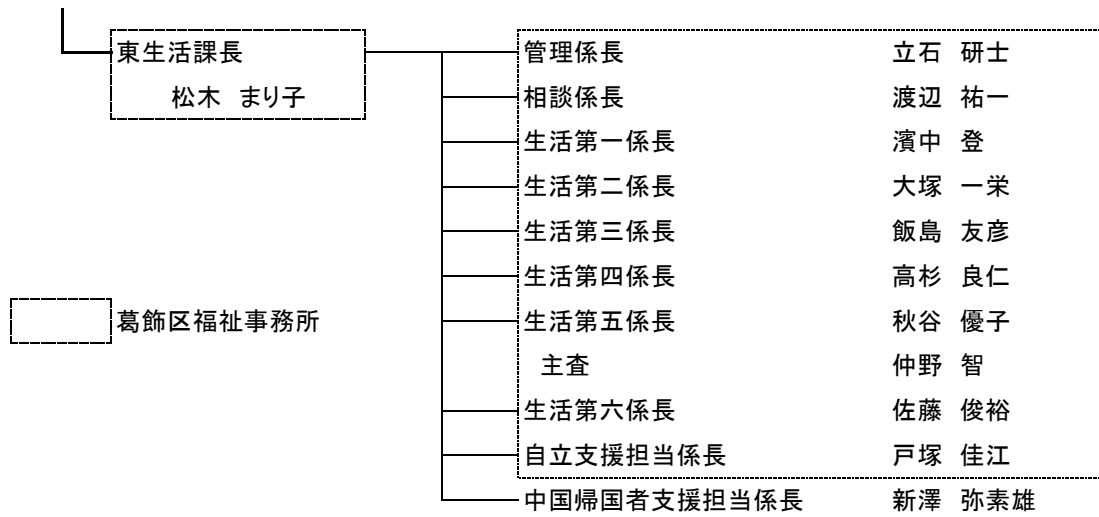 東生活課長 管理係長 立石 研士
松木 まり子 相談係長 渡辺 祐一
生活第一係長 濱中 登
生活第二係長 大塚 一栄
生活第三係長 飯島 友彦
生活第四係長 高杉 良仁
葛飾区福祉事務所 生活第五係長 秋谷 優子
主査 仲野 智
生活第六係長 佐藤 俊裕
自立支援担当係長 戸塚 佳江
中国帰国者支援担当係長 新澤 弥素雄